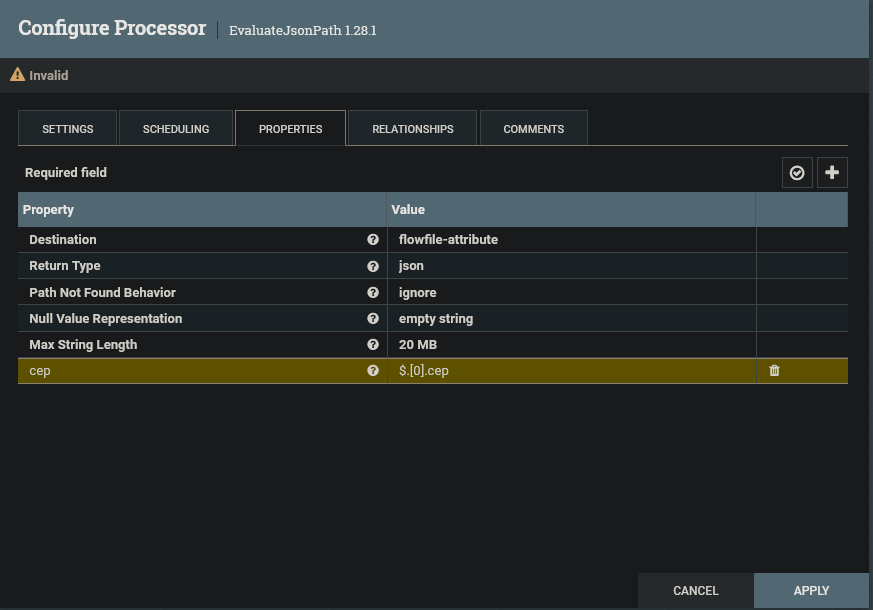 Configure Processor | EvaluateJsonPath 1.28.1
Invalid
SETTINGS SCHEDULING PROPERTIES RELATIONSHIPS COMMENTS
Required field
Property Value
Destination flowfile-attribute
Return Type json
Path Not Found Behavior ignore
Null Value Representation empty string
Max String Length 20 MB
cep $.[0].cep
CANCEL APPLY